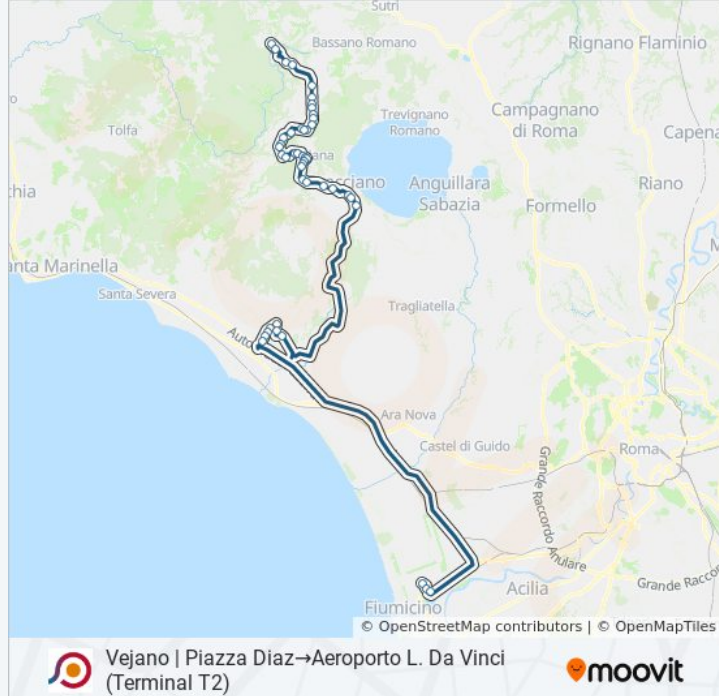 Sutri
Bassano Romano
Rignano Flaminio
Campagnano
di Roma
Trevignano
Romano
Tolfa
Capena
Anguillara
Sabazia
Riano
Formello
Santa Severa
Tragliatella
Ara Nova
Castel di Guido
Roma
Grande Raccordo Anulare
Acilia
Fiumicino
© OpenStreetMap contributors | © OpenMapTiles
Vejano | Piazza Diaz→Aeroporto L. Da Vinci
(Terminal T2)
moovit